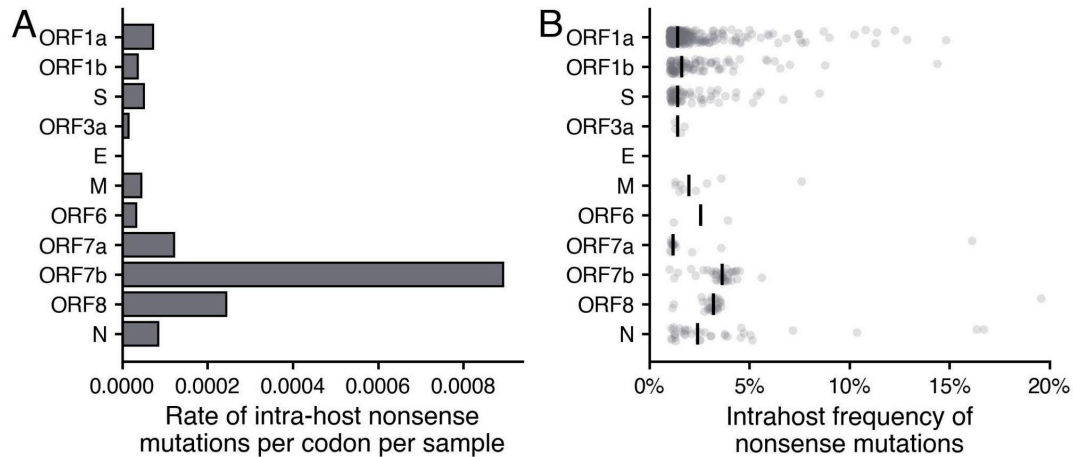 A
ORF1a
ORF1b
S
ORF3a
E
M
ORF6
ORF7a
ORF7b
ORF8
N
0.0000 0.0002 0.0004 0.0006 0.0008
Rate of intra-host nonsense
mutations per codon per sample
B
ORF1a
ORF1b
S
ORF3a
E
M
ORF6
ORF7a
ORF7b
ORF8
N
0% 5% 10% 15% 20%
Intrahost frequency of
nonsense mutations